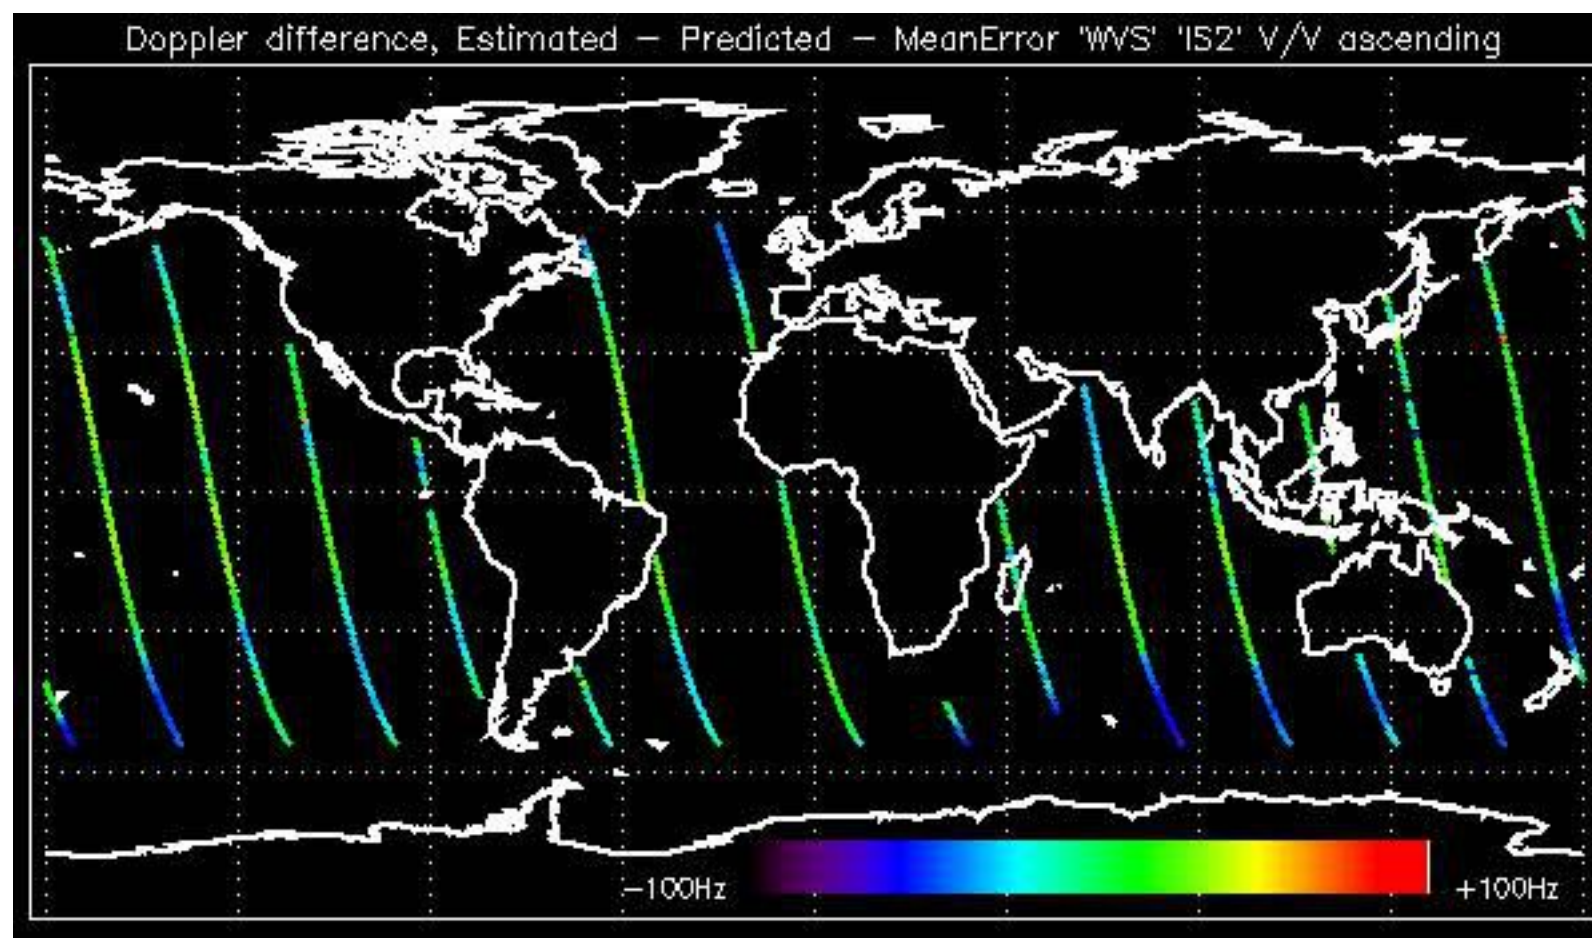 Doppler difference, Estimated – Predicted – MeanError 'WVS' 'IS2' V/V ascending
–100Hz
+100Hz